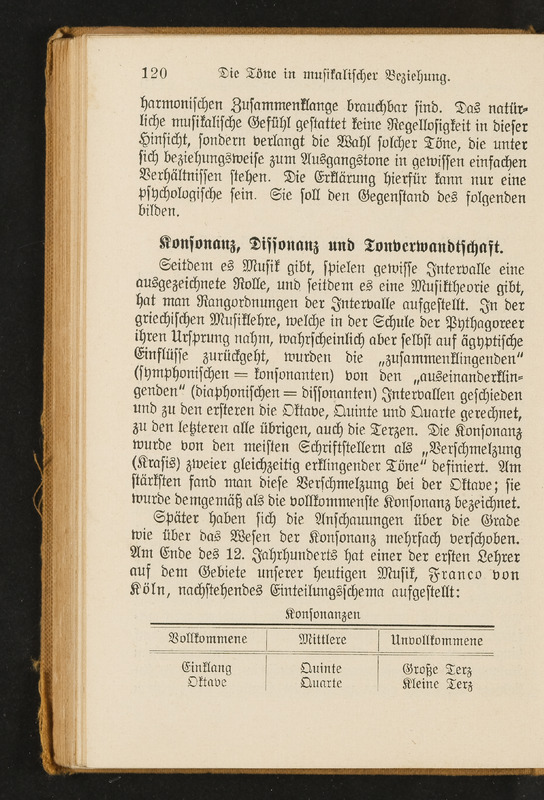 120 Die Töne in musikalischer Beziehung.
harmonischen Zusammenklange brauchbar sind. Das natür-
liche musikalische Gefühl gestattet keine Regellosigkeit in dieser
Hinsicht, sondern verlangt die Wahl solcher Töne, die unter
sich beziehungsweise zum Ausgangstone in gewissen einfachen
Verhältnissen stehen. Die Erklärung hierfür kann nur eine
psychologische sein. Sie soll den Gegenstand des folgenden
bilden.
Konsonanz, Dissonanz und Tonverwandtschaft.
Seitdem es Musik gibt, spielen gewisse Intervalle eine
ausgezeichnete Rolle, und seitdem es eine Musiktheorie gibt,
hat man Rangordnungen der Intervalle aufgestellt. In der
griechischen Musiklehre, welche in der Schule der Pythagoreer
ihren Ursprung nahm, wahrscheinlich aber selbst auf ägyptische
Einflüsse zurückgeht, wurden die „zusammenklingenden“
(symphonischen = konsonanten) von den „auseinanderklin-
genden“ (diaphonischen = dissonanten) Intervallen geschieden
und zu den ersteren die Oktave, Quinte und Quarte gerechnet,
zu den letzteren alle übrigen, auch die Terzen. Die Konsonanz
wurde von den meisten Schriftstellern als „Verschmelzung
(Krasis) zweier gleichzeitig erklingender Töne“ definiert. Am
stärksten fand man diese Verschmelzung bei der Oktave; sie
wurde demgemäß als die vollkommenste Konsonanz bezeichnet.
Später haben sich die Anschauungen über die Grade
wie über das Wesen der Konsonanz mehrfach verschoben.
Am Ende des 12. Jahrhunderts hat einer der ersten Lehrer
auf dem Gebiete unserer heutigen Musik, Franco von
Köln, nachstehendes Einteilungsschema aufgestellt:
Konsonanzen
Vollkommene Mittlere Unvollkommene
Einklang Quinte Große Terz
Oktave Quarte Kleine Terz